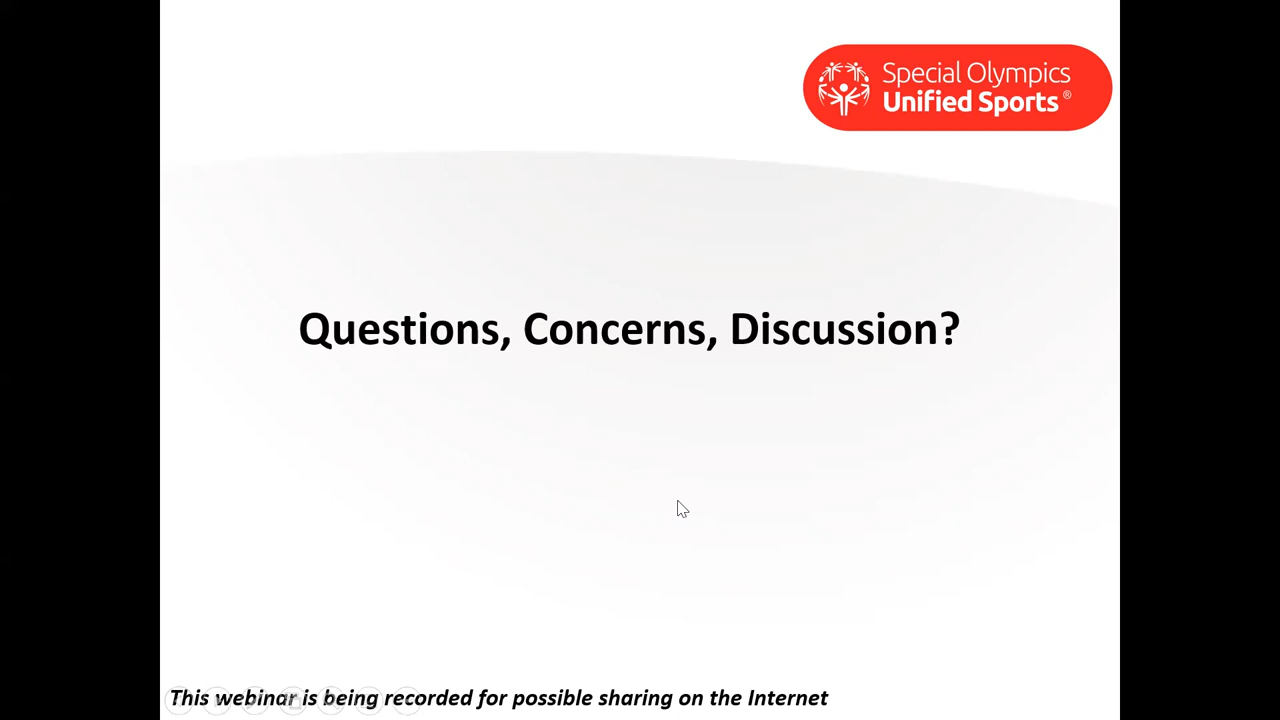 Special Olympics
Unified Sports®
Questions, Concerns, Discussion?
This webinar is being recorded for possible sharing on the Internet